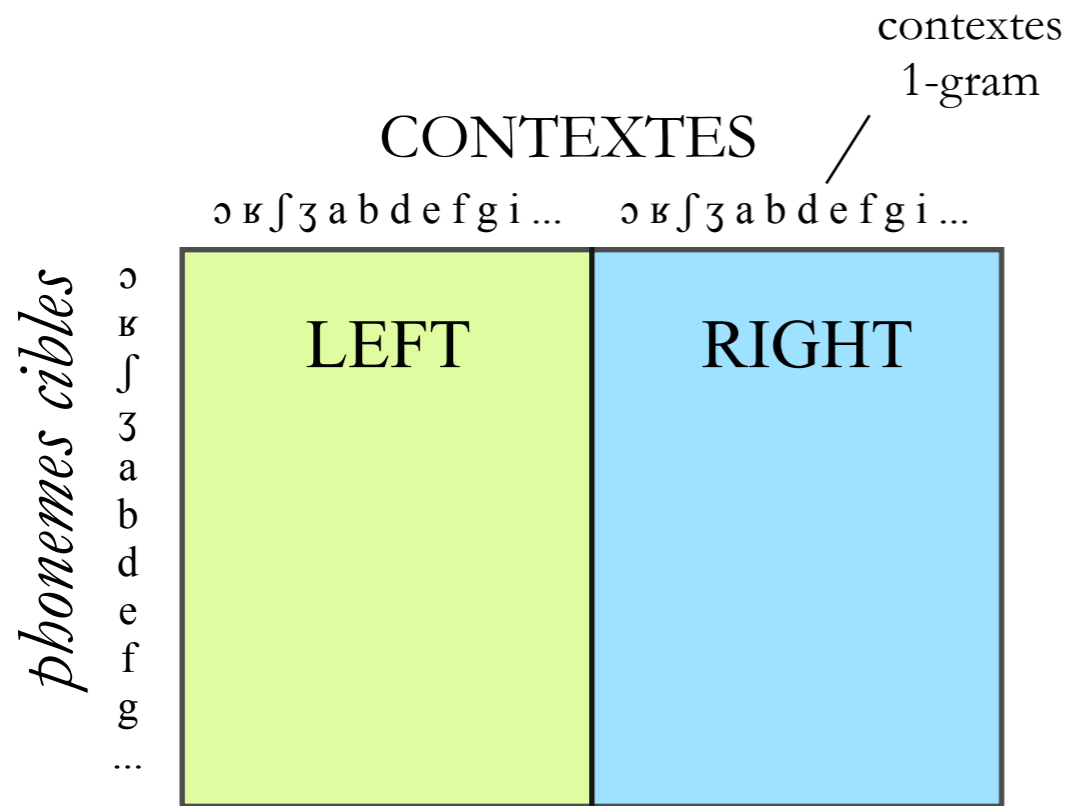 contextes
1-gram
CONTEXTES
ɔ ʁ ʃ ʒ a b d e f g i ... ɔ ʁ ʃ ʒ a b d e f g i ...
LEFT RIGHT
phonemes cibles
ɔ
ʁ
ʃ
ʒ
a
b
d
e
f
g
...